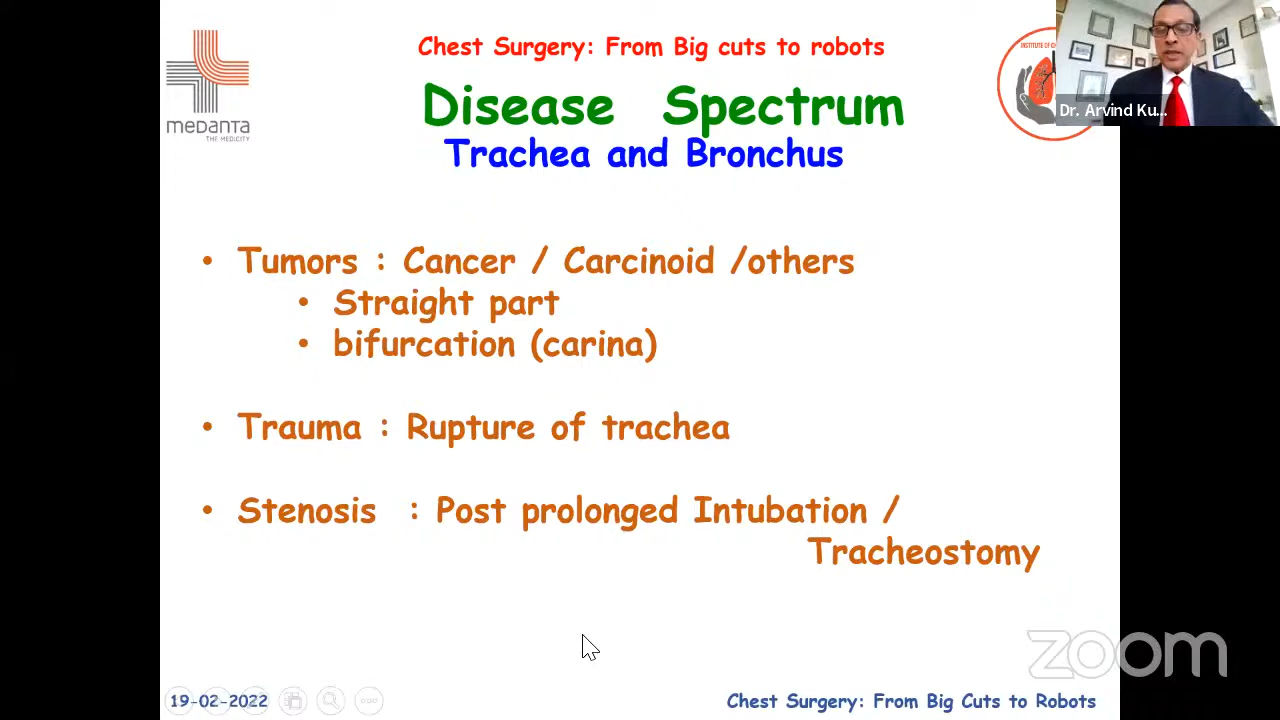 Chest Surgery: From Big cuts to robots
meDANTA
THE MEDICITY
INSTITUTE OF
Dr. Arvind Ku...
Disease Spectrum
Trachea and Bronchus
• Tumors : Cancer / Carcinoid /others
• Straight part
• bifurcation (carina)
• Trauma : Rupture of trachea
• Stenosis : Post prolonged Intubation /
Tracheostomy
zoom
19-02-2022
Chest Surgery: From Big Cuts to Robots